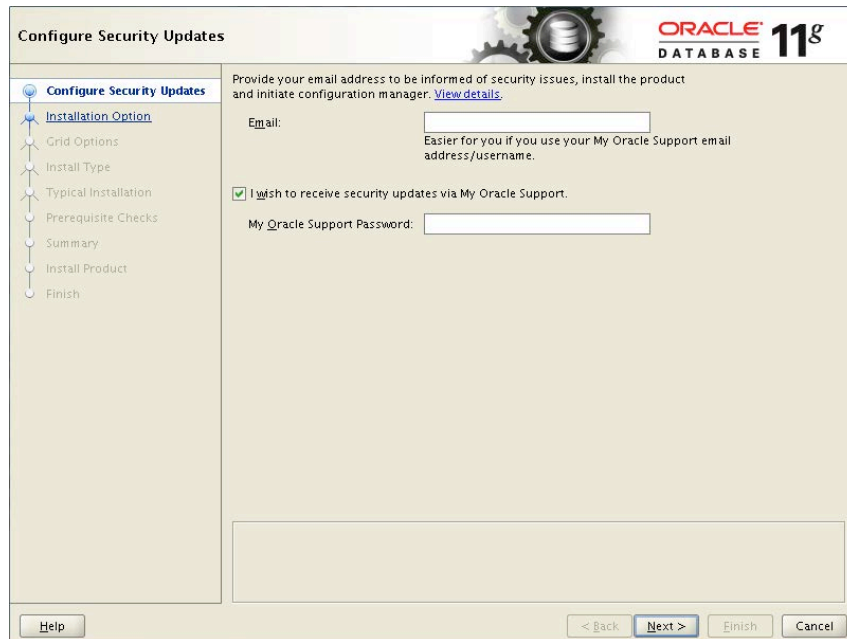 Configure Security Updates
ORACLE
DATABASE
11g
Configure Security Updates
Installation Option
Grid Options
Install Type
Typical Installation
Prerequisite Checks
Summary
Install Product
Finish
Provide your email address to be informed of security issues, install the product
and initiate configuration manager. View details.
Email:
Easier for you if you use your My Oracle Support email
address/username.
I wish to receive security updates via My Oracle Support.
My Oracle Support Password:
Help
< Back
Next >
Finish
Cancel